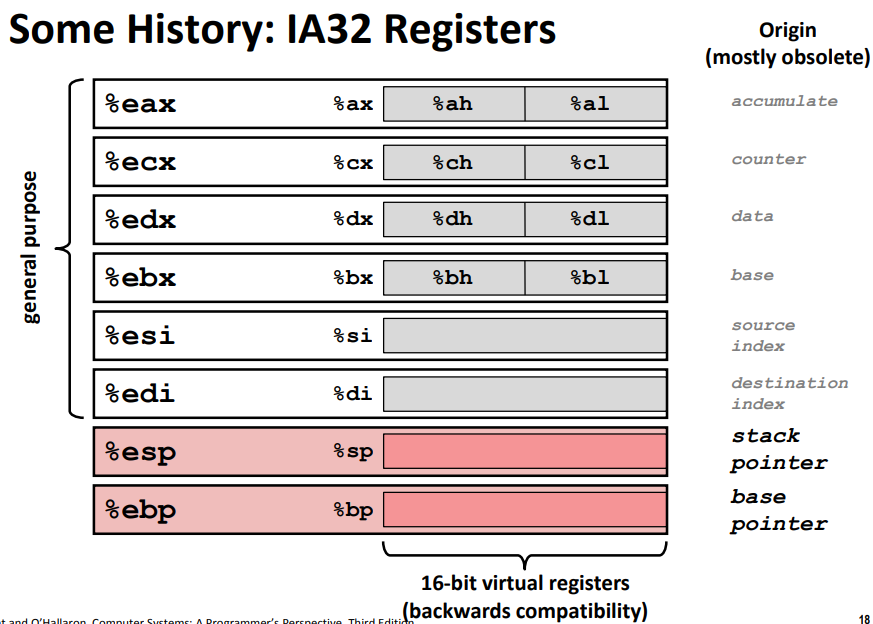 Some History: IA32 Registers
Origin
(mostly obsolete)
general purpose
%eax %ax %ah %al accumulate
%ecx %cx %ch %cl counter
%edx %dx %dh %dl data
%ebx %bx %bh %bl base
%esi %si source
index
%edi %di destination
index
%esp %sp stack
pointer
%ebp %bp base
pointer
16-bit virtual registers
(backwards compatibility)
and O'Hallaron, Computer Systems: A Programmer's Perspective, Third Edition
18